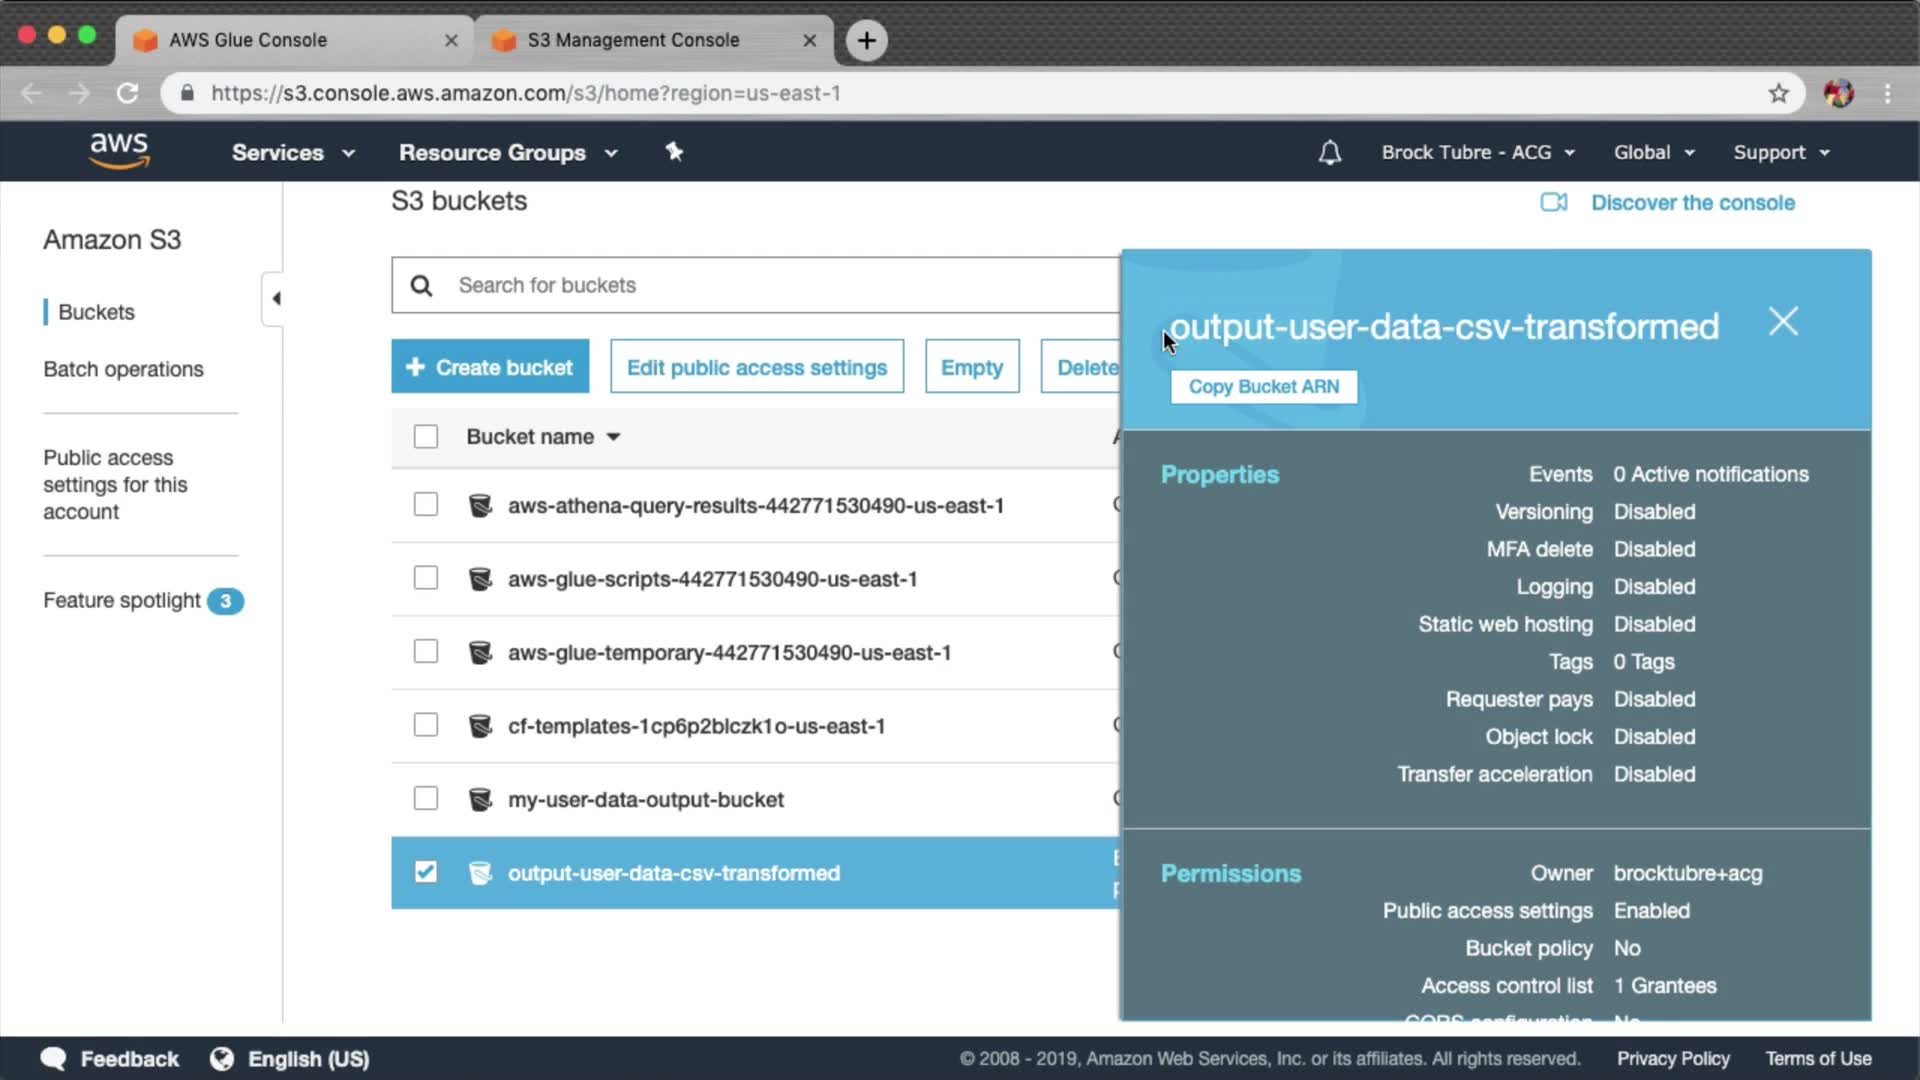 AWS Glue Console
S3 Management Console
https://s3.console.aws.amazon.com/s3/home?region=us-east-1
aws
Services
Resource Groups
Brock Tubre - ACG
Global
Support
Amazon S3
Buckets
Batch operations
Public access
settings for this
account
Feature spotlight 3
S3 buckets
Discover the console
Search for buckets
+ Create bucket
Edit public access settings
Empty
Delete
Bucket name
aws-athena-query-results-442771530490-us-east-1
aws-glue-scripts-442771530490-us-east-1
aws-glue-temporary-442771530490-us-east-1
cf-templates-1cp6p2blczk1o-us-east-1
my-user-data-output-bucket
output-user-data-csv-transformed
output-user-data-csv-transformed
Copy Bucket ARN
Properties
Events 0 Active notifications
Versioning Disabled
MFA delete Disabled
Logging Disabled
Static web hosting Disabled
Tags 0 Tags
Requester pays Disabled
Object lock Disabled
Transfer acceleration Disabled
Permissions
Owner brocktubre+acg
Public access settings Enabled
Bucket policy No
Access control list 1 Grantees
CORS configuration No
Feedback
English (US)
© 2008 - 2019, Amazon Web Services, Inc. or its affiliates. All rights reserved.
Privacy Policy
Terms of Use